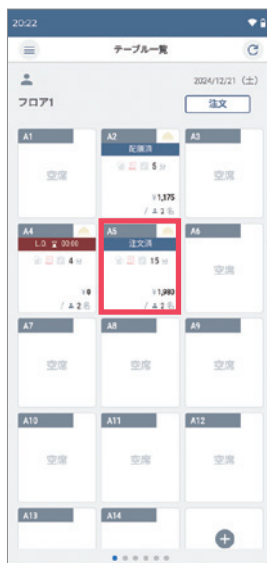 20:22
テーブル一覧
2024/12/21 (土)
フロア1
注文
A1
空席
A2
配膳済
5 分
¥1,175
/ 2 名
A3
空席
A4
L.O. 00:00
4 分
¥0
/ 2 名
A5
注文済
15 分
¥1,980
/ 2 名
A6
空席
A7
空席
A8
空席
A9
空席
A10
空席
A11
空席
A12
空席
A13
A14